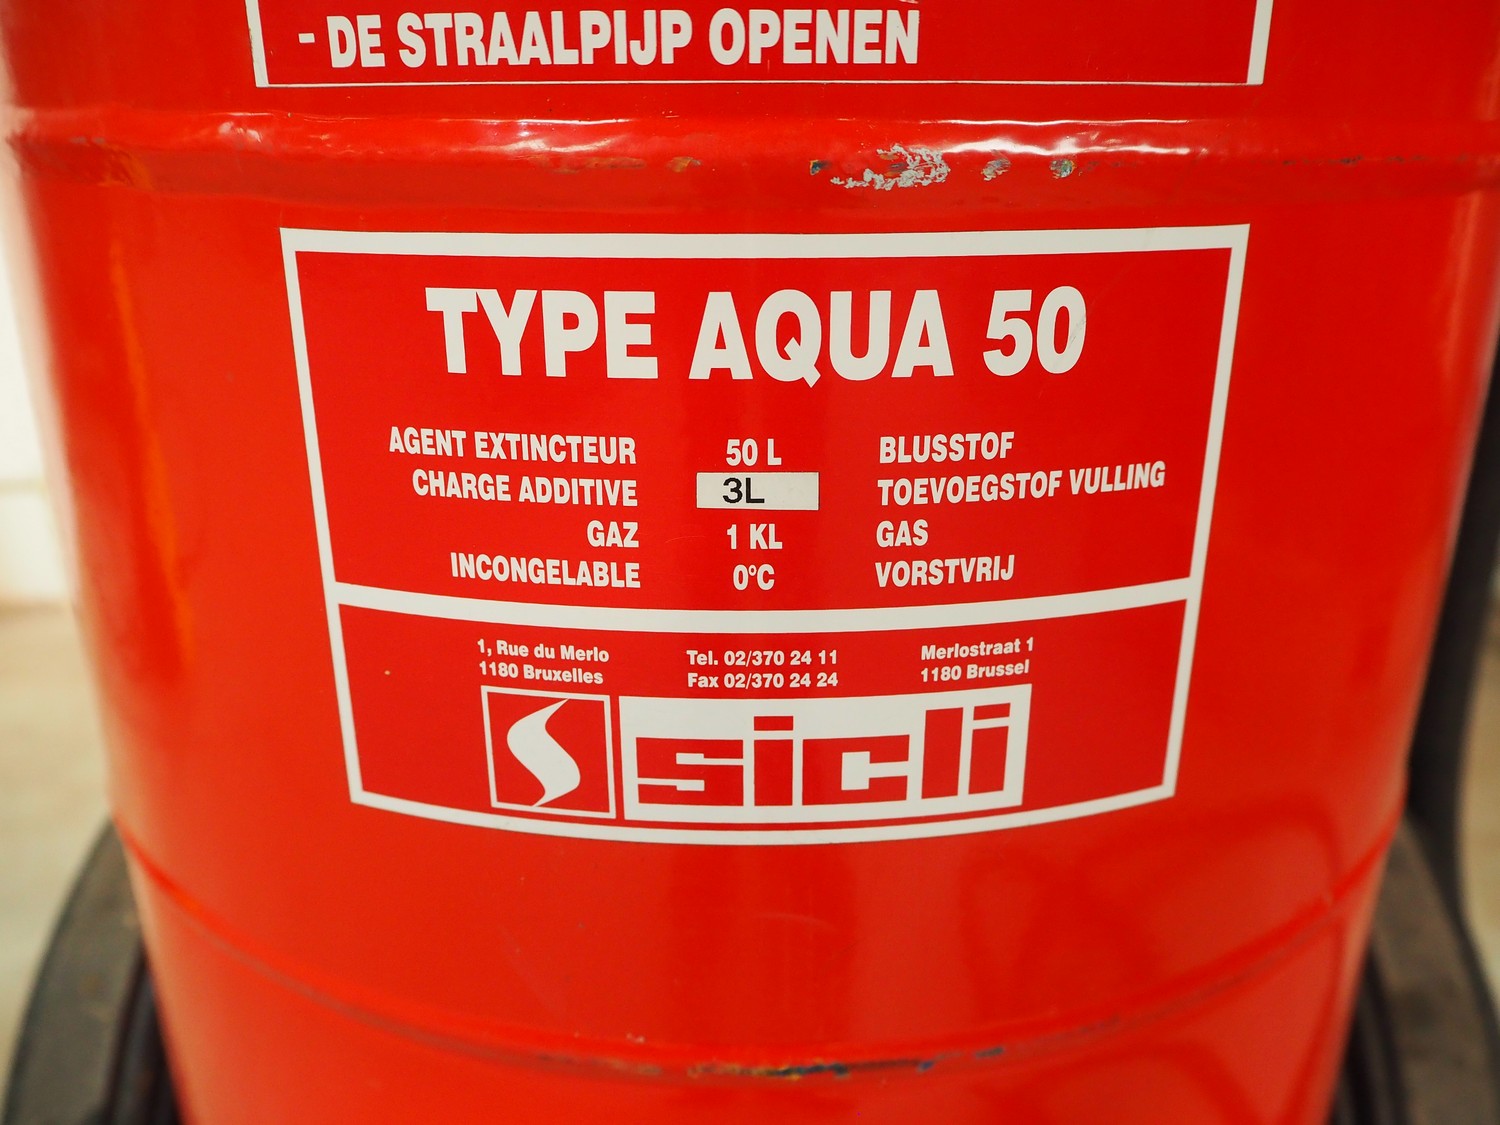 - DE STRAALPIJP OPENEN
TYPE AQUA 50
AGENT EXTINCTEUR 50 L BLUSSTOF
CHARGE ADDITIVE 3L TOEVOEGSTOF VULLING
GAZ 1 KL GAS
INCONGELABLE 0°C VORSTVRIJ
1, Rue du Merlo Tel. 02/370 24 11 Merlostraat 1
1180 Bruxelles Fax 02/370 24 24 1180 Brussel
sicli